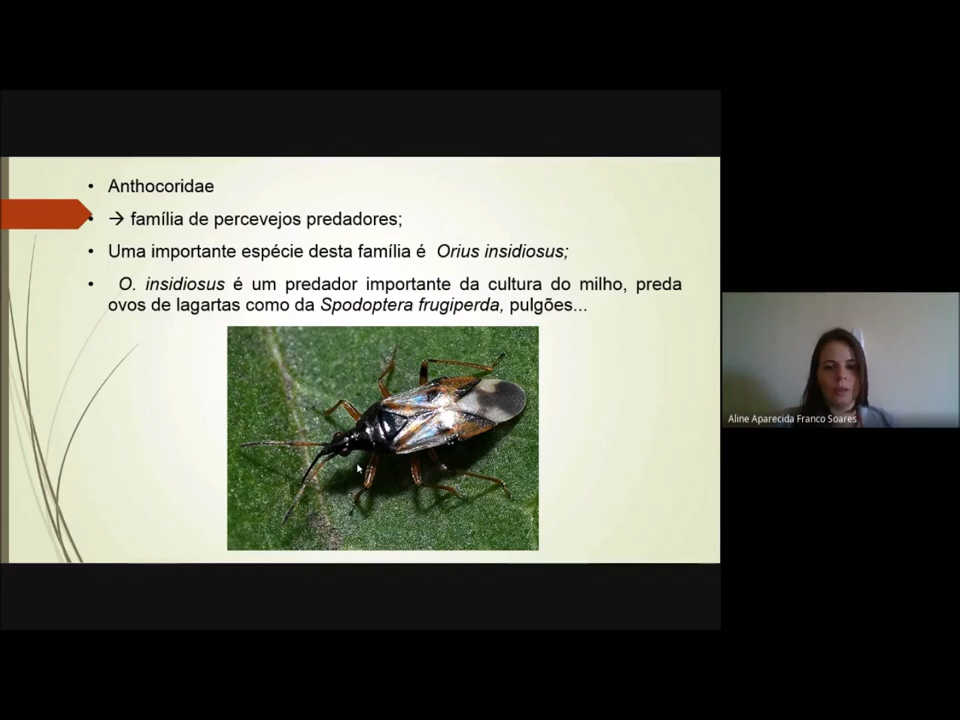 • Anthocoridae
• → família de percevejos predadores;
• Uma importante espécie desta família é Orius insidiosus;
• O. insidiosus é um predador importante da cultura do milho, preda
ovos de lagartas como da Spodoptera frugiperda, pulgões...
Aline Aparecida Franco Soares